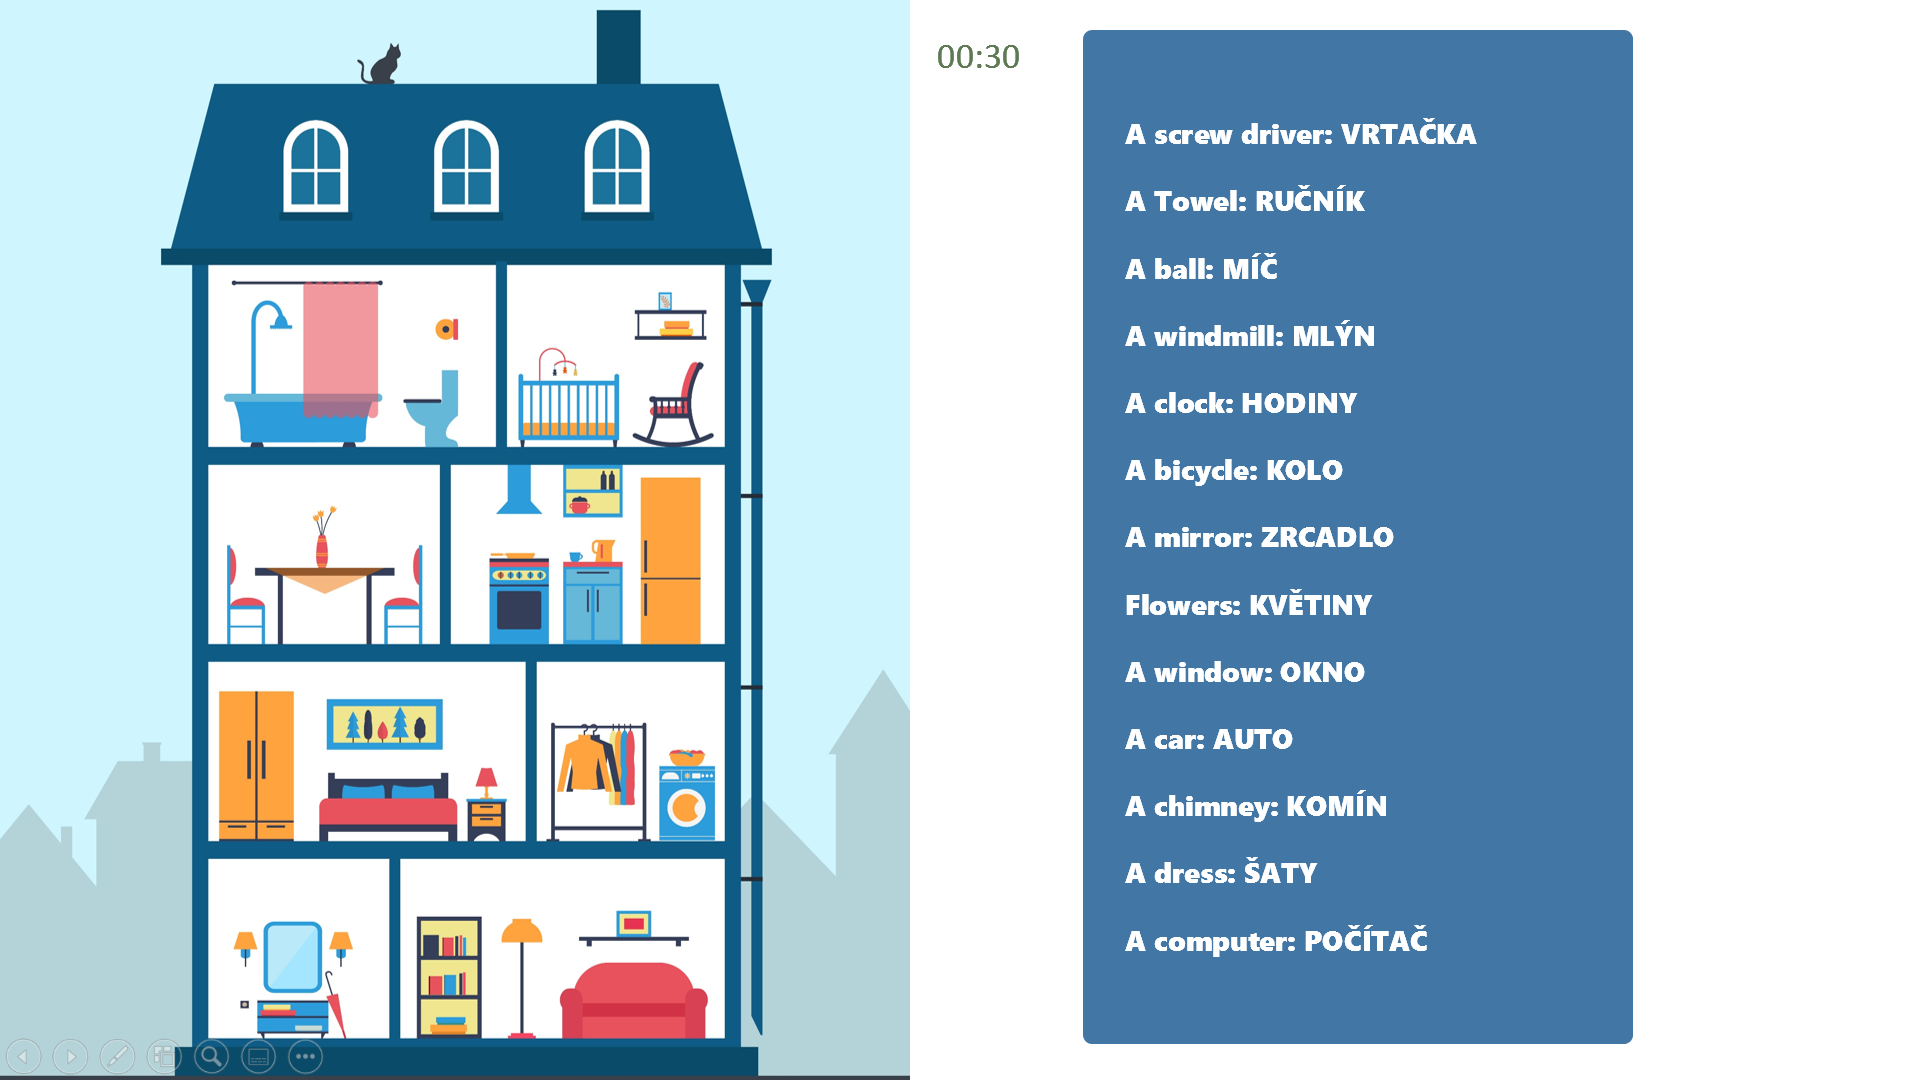 00:30
A screw driver: VRTAČKA
A Towel: RUČNÍK
A ball: MÍČ
A windmill: MLÝN
A clock: HODINY
A bicycle: KOLO
A mirror: ZRCADLO
Flowers: KVĚTINY
A window: OKNO
A car: AUTO
A chimney: KOMÍN
A dress: ŠATY
A computer: POČÍTAČ